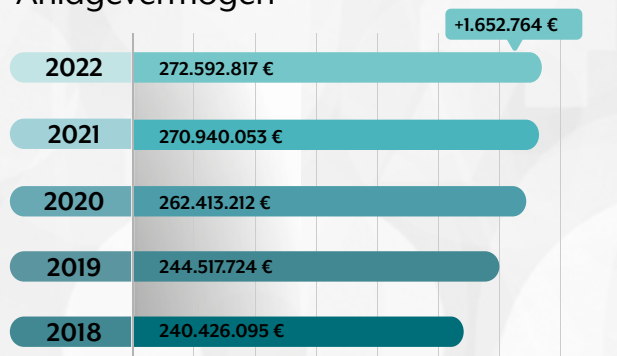 Anlagevermögen
+1.652.764 €
2022 272.592.817 €
2021 270.940.053 €
2020 262.413.212 €
2019 244.517.724 €
2018 240.426.095 €